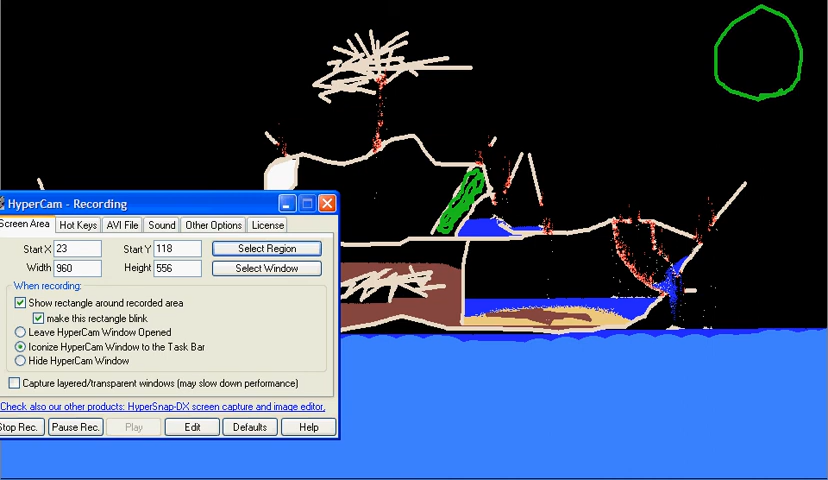 HyperCam - Recording
Screen Area Hot Keys AVI File Sound Other Options License
Start X 23 Start Y 118 Select Region
Width 960 Height 556 Select Window
When recording:
Show rectangle around recorded area
make this rectangle blink
Leave HyperCam Window Opened
Iconize HyperCam Window to the Task Bar
Hide HyperCam Window
Capture layered/transparent windows (may slow down performance)
Check also our other products: HyperSnap-DX screen capture and image editor,
Stop Rec. Pause Rec. Play Edit Defaults Help